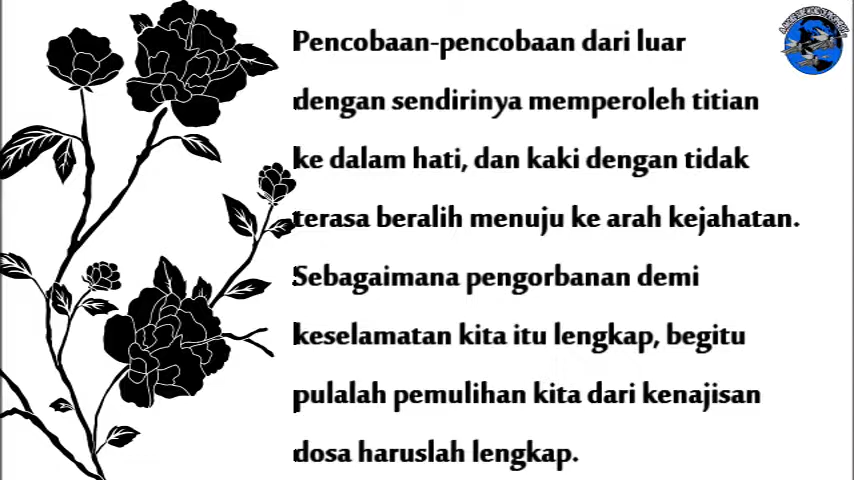 Pencobaan-pencobaan dari luar
dengan sendirinya memperoleh titian
ke dalam hati, dan kaki dengan tidak
terasa beralih menuju ke arah kejahatan.
Sebagaimana pengorbanan demi
keselamatan kita itu lengkap, begitu
pulalah pemulihan kita dari kenajisan
dosa haruslah lengkap.